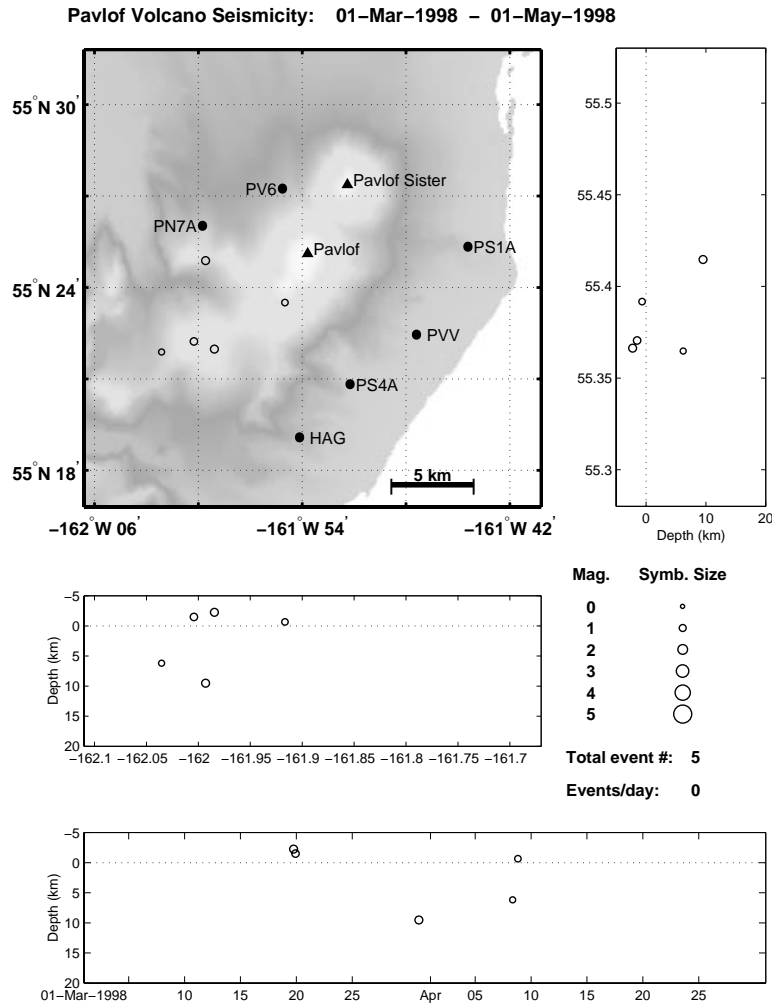 Pavlof Volcano Seismicity: 01−Mar−1998 − 01−May−1998
55°N 30'
55°N 24'
55°N 18'
−162°W 06' −161°W 54' −161°W 42'
Pavlof Sister
PV6
PN7A
Pavlof
PS1A
PVV
PS4A
HAG
5 km
55.5
55.45
55.4
55.35
55.3
0 10 20
Depth (km)
Mag. Symb. Size
0
1
2
3
4
5
Total event #: 5
Events/day: 0
−5
0
5
10
15
20
Depth (km)
−162.1 −162.05 −162 −161.95 −161.9 −161.85 −161.8 −161.75 −161.7
−5
0
5
10
15
20
Depth (km)
01−Mar−1998 10 15 20 25 Apr 05 10 15 20 25